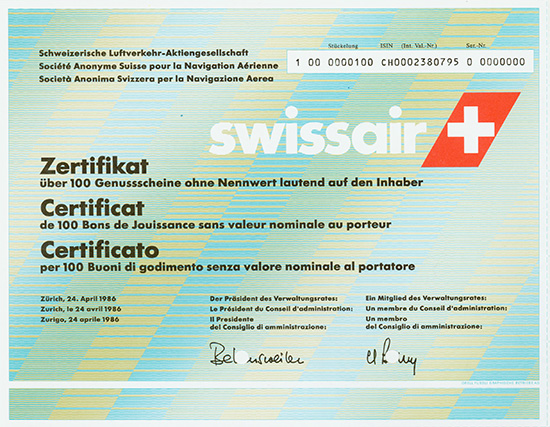 Schweizerische Luftverkehr-Aktiengesellschaft
Société Anonyme Suisse pour la Navigation Aérienne
Società Anonima Svizzera per la Navigazione Aerea
Stückelung ISIN (Int. Val.-Nr.) Ser.-Nr.
1 00 0000100 CH0002380795 0 0000000
swissair
Zertifikat
über 100 Genussscheine ohne Nennwert lautend auf den Inhaber
Certificat
de 100 Bons de Jouissance sans valeur nominale au porteur
Certificato
per 100 Buoni di godimento senza valore nominale al portatore
Zürich, 24. April 1986
Zurich, le 24 avril 1986
Zurigo, 24 aprile 1986
Der Präsident des Verwaltungsrates:
Le Président du Conseil d'administration:
Il Presidente
del Consiglio di amministrazione:
Ein Mitglied des Verwaltungsrates:
Un membre du Conseil d'administration:
Un membro
del Consiglio di amministrazione: